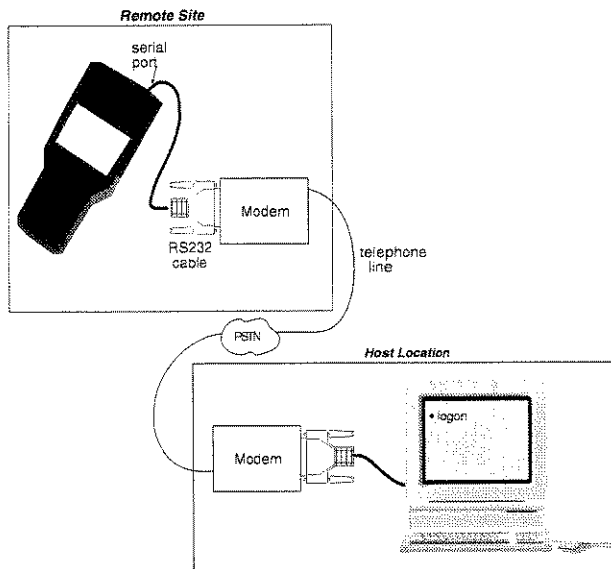 Remote Site
serial
port
Modem
RS232
cable
telephone
line
PSTN
Host Location
• logon
Modem